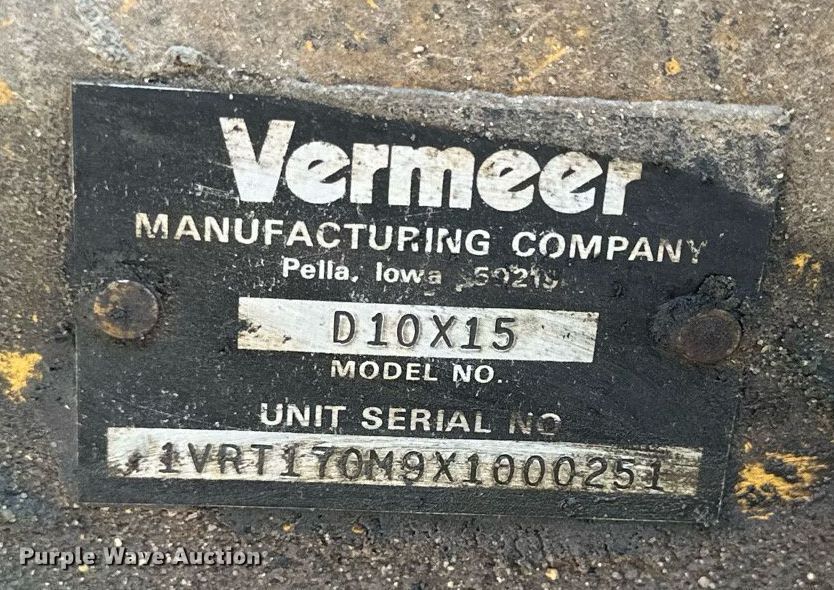 Vermeer
MANUFACTURING COMPANY
Pella, Iowa 50219
D10X15
MODEL NO.
UNIT SERIAL NO
1VRT170M9X1000251
Purple Wave Auction